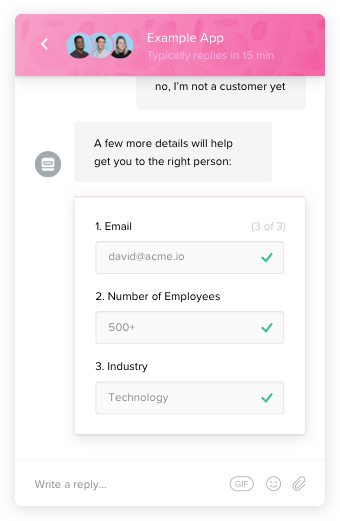 Example App
Typically replies in 15 min
no, I'm not a customer yet
A few more details will help
get you to the right person:
1. Email (3 of 3)
david@acme.io
2. Number of Employees
500+
3. Industry
Technology
Write a reply...
GIF